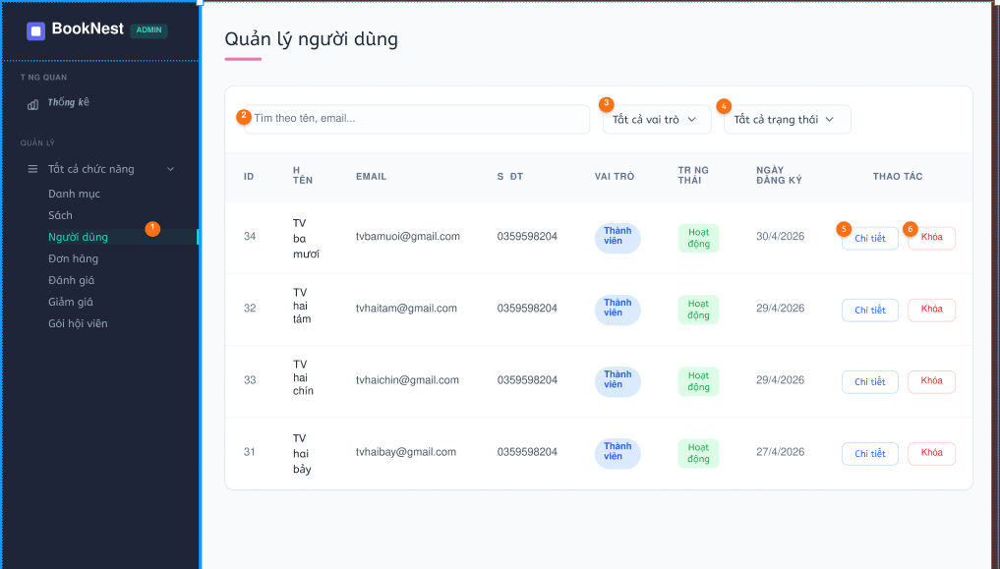 BookNest ADMIN
T NG QUAN
Thống kê
QUẢN LÝ
Tất cả chức năng
Danh mục
Sách
Người dùng
1
Đơn hàng
Đánh giá
Giảm giá
Gói hội viên
Quản lý người dùng
2
Tìm theo tên, email...
3
Tất cả vai trò
4
Tất cả trạng thái
ID
H
TÊN
EMAIL
S ĐT
VAI TRÒ
TR NG
THÁI
NGÀY
ĐĂNG KÝ
THAO TÁC
34
TV
ba
mươi
tvbamuoi@gmail.com
0359598204
Thành
viên
Hoạt
động
30/4/2026
5
Chi tiết
6
Khóa
32
TV
hai
tám
tvhaitam@gmail.com
0359598204
Thành
viên
Hoạt
động
29/4/2026
Chi tiết
Khóa
33
TV
hai
chín
tvhaichin@gmail.com
0359598204
Thành
viên
Hoạt
động
29/4/2026
Chi tiết
Khóa
31
TV
hai
bảy
tvhaibay@gmail.com
0359598204
Thành
viên
Hoạt
động
27/4/2026
Chi tiết
Khóa